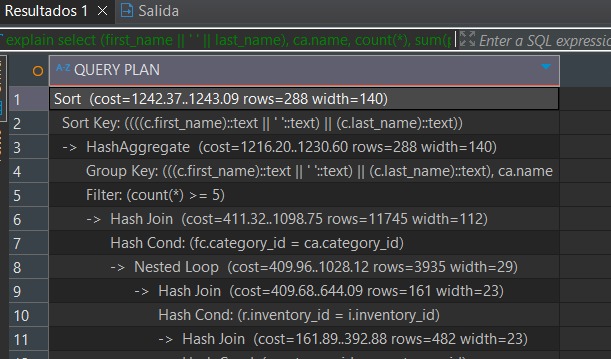 Resultados 1 × Salida
explain select (first_name || ' ' || last_name), ca.name, count(*), sum( Enter a SQL expressio
A-Z QUERY PLAN
1 Sort (cost=1242.37..1243.09 rows=288 width=140)
2 Sort Key: ((((c.first_name)::text || ' '::text) || (c.last_name)::text))
3 -> HashAggregate (cost=1216.20..1230.60 rows=288 width=140)
4 Group Key: (((c.first_name)::text || ' '::text) || (c.last_name)::text), ca.name
5 Filter: (count(*) >= 5)
6 -> Hash Join (cost=411.32..1098.75 rows=11745 width=112)
7 Hash Cond: (fc.category_id = ca.category_id)
8 -> Nested Loop (cost=409.96..1028.12 rows=3935 width=29)
9 -> Hash Join (cost=409.68..644.09 rows=161 width=23)
10 Hash Cond: (r.inventory_id = i.inventory_id)
11 -> Hash Join (cost=161.89..392.88 rows=482 width=23)